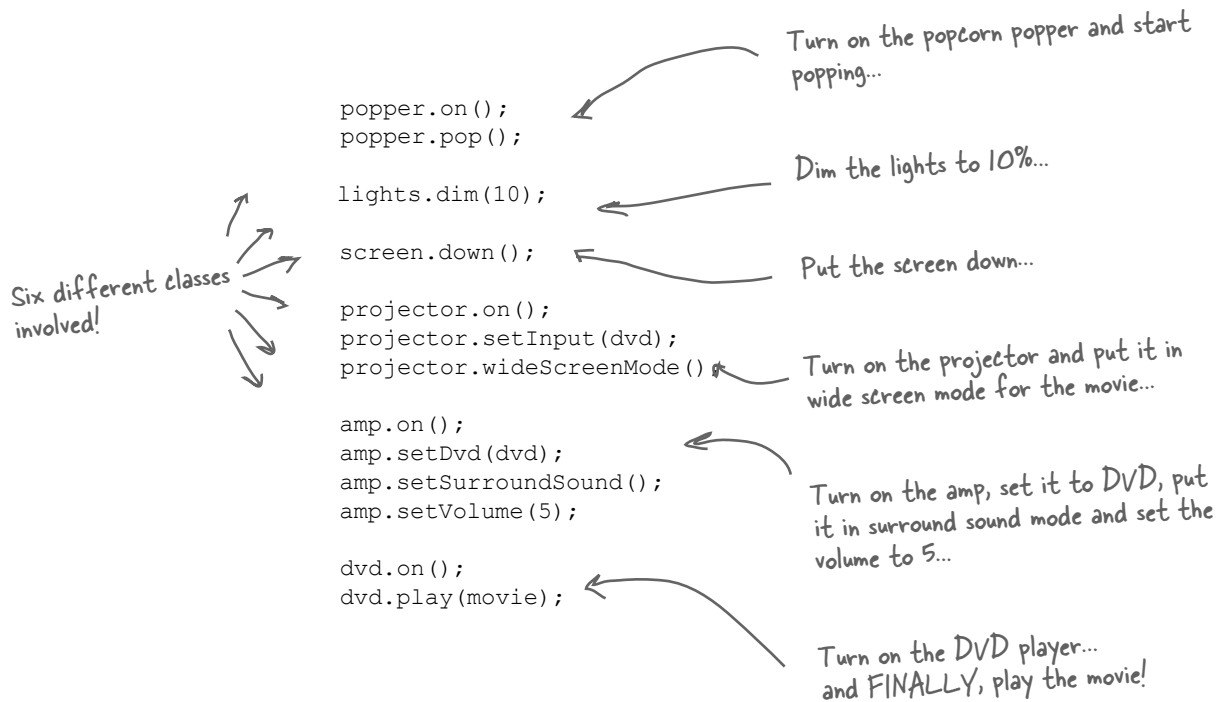 Turn on the popcorn popper and start
popping...
popper.on();
popper.pop();
Dim the lights to 10%...
lights.dim(10);
screen.down();
Put the screen down...
Six different classes
involved!
projector.on();
projector.setInput(dvd);
projector.wideScreenMode();
Turn on the projector and put it in
wide screen mode for the movie...
amp.on();
amp.setDvd(dvd);
amp.setSurroundSound();
amp.setVolume(5);
Turn on the amp, set it to DVD, put
it in surround sound mode and set the
volume to 5...
dvd.on();
dvd.play(movie);
Turn on the DVD player...
and FINALLY, play the movie!